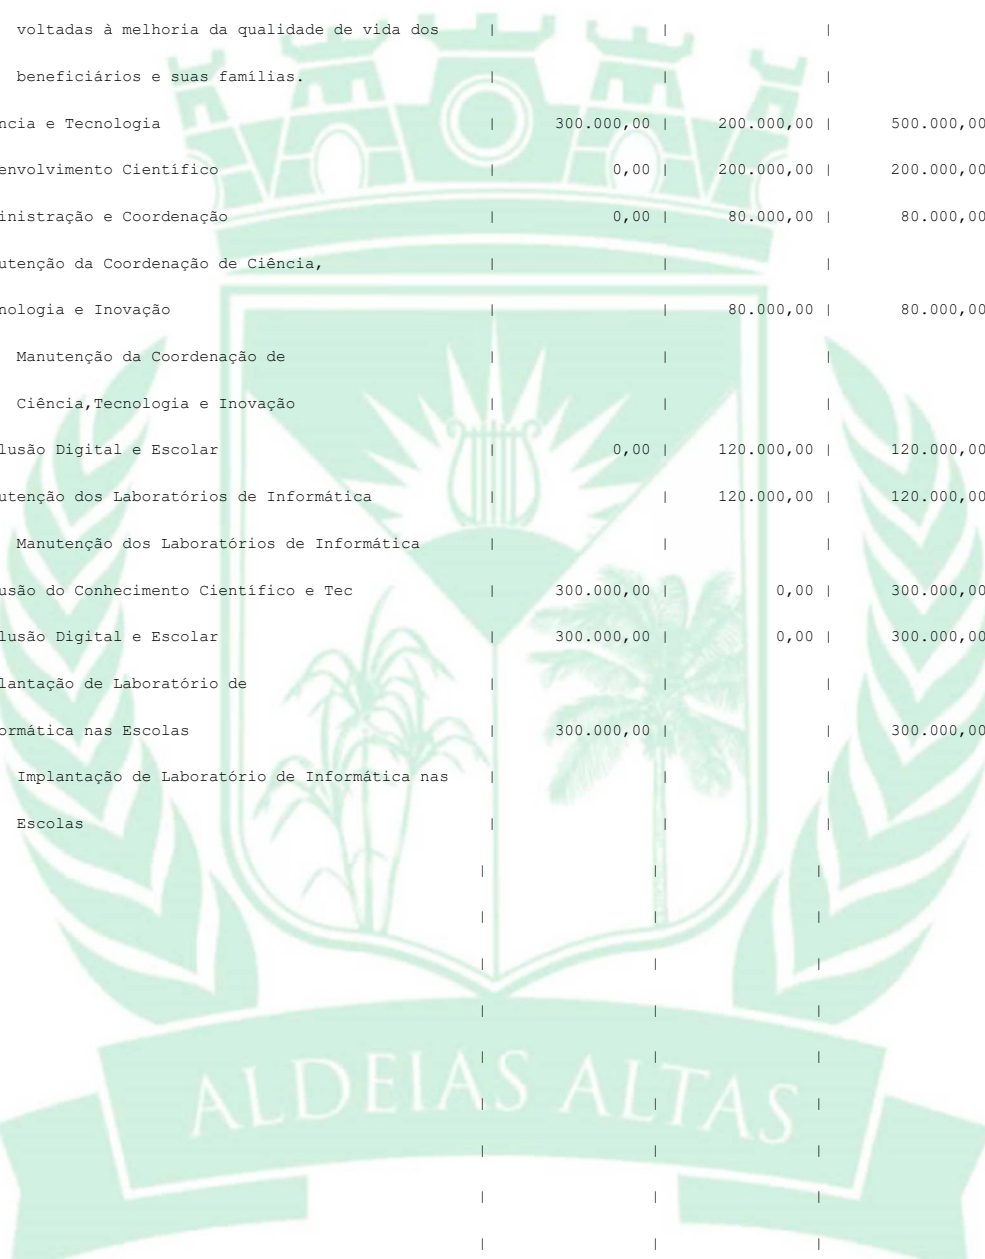 voltadas à melhoria da qualidade de vida dos | | |
beneficiários e suas famílias. | | |
ncia e Tecnologia | 300.000,00 | 200.000,00 | 500.000,00
envolvimento Científico | 0,00 | 200.000,00 | 200.000,00
inistração e Coordenação | 0,00 | 80.000,00 | 80.000,00
utenção da Coordenação de Ciência, | | |
nologia e Inovação | | 80.000,00 | 80.000,00
Manutenção da Coordenação de | | |
Ciência,Tecnologia e Inovação | | |
lusão Digital e Escolar | 0,00 | 120.000,00 | 120.000,00
utenção dos Laboratórios de Informática | | 120.000,00 | 120.000,00
Manutenção dos Laboratórios de Informática | | |
usão do Conhecimento Científico e Tec | 300.000,00 | 0,00 | 300.000,00
lusão Digital e Escolar | 300.000,00 | 0,00 | 300.000,00
lantação de Laboratório de | | |
ormática nas Escolas | 300.000,00 | | 300.000,00
Implantação de Laboratório de Informática nas | | |
Escolas | | |
| | |
| | |
| | |
| | |
| | |
ALDEIAS ALTAS
| | |
| | |
| | |
| | |